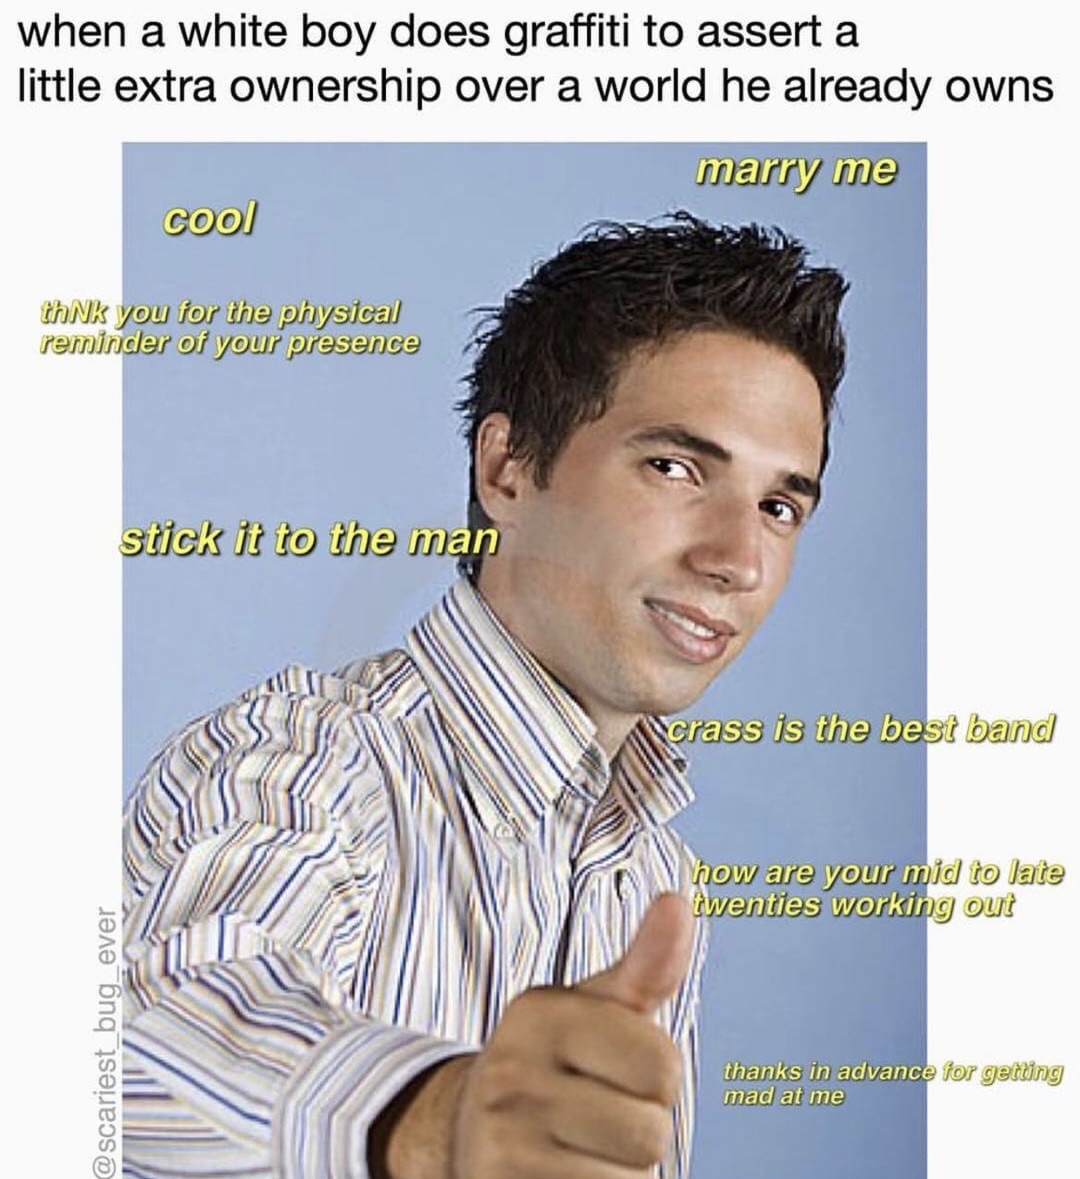 when a white boy does graffiti to assert a
little extra ownership over a world he already owns
marry me
cool
thNk you for the physical
reminder of your presence
stick it to the man
crass is the best band
how are your mid to late
twenties working out
thanks in advance for getting
mad at me
@scariest_bug_ever